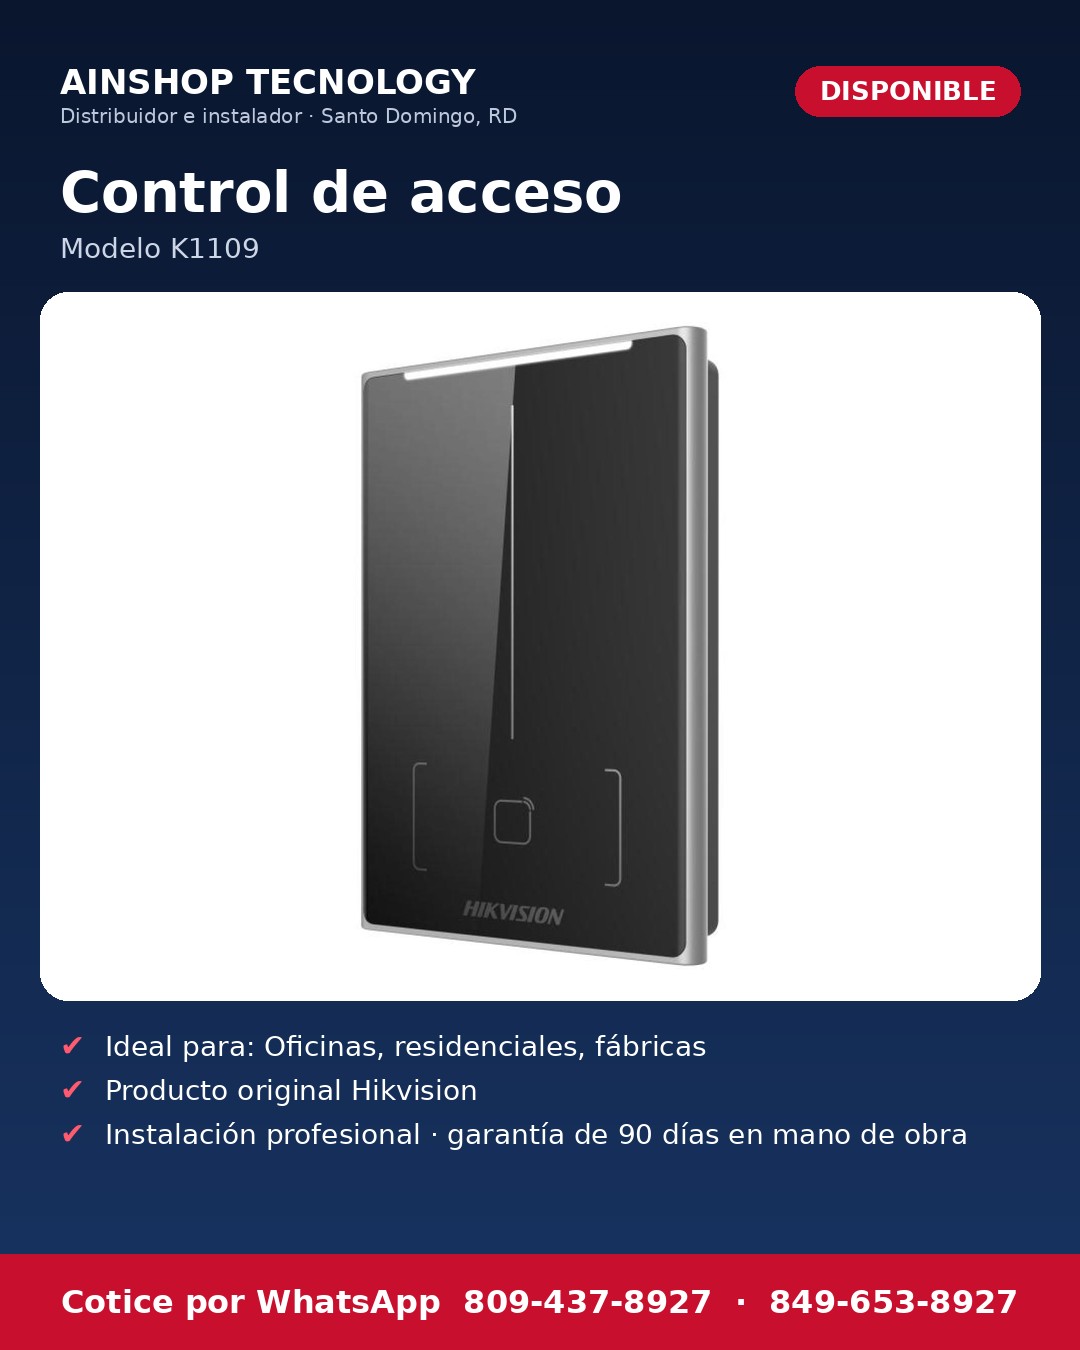 AINSHOP TECNOLOGY
DISPONIBLE
Distribuidor e instalador · Santo Domingo, RD
Control de acceso
Modelo K1109
HIKVISION
✔ Ideal para: Oficinas, residenciales, fábricas
✔ Producto original Hikvision
✔ Instalación profesional · garantía de 90 días en mano de obra
Cotice por WhatsApp 809-437-8927 · 849-653-8927